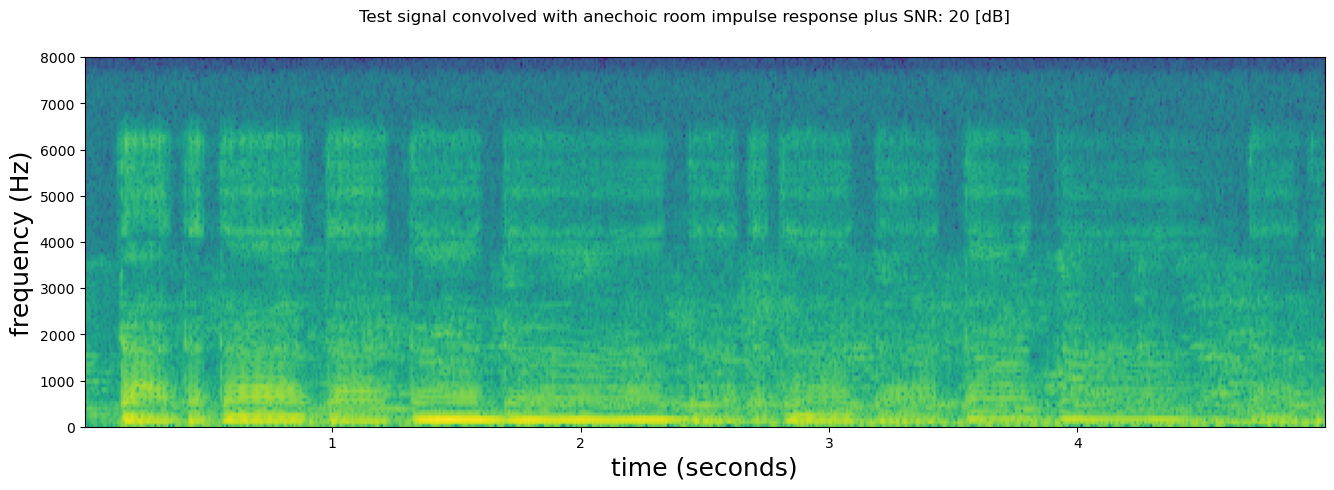 Test signal convolved with anechoic room impulse response plus SNR: 20 [dB]
8000
7000
6000
5000
4000
3000
2000
1000
0
frequency (Hz)
1 2 3 4
time (seconds)